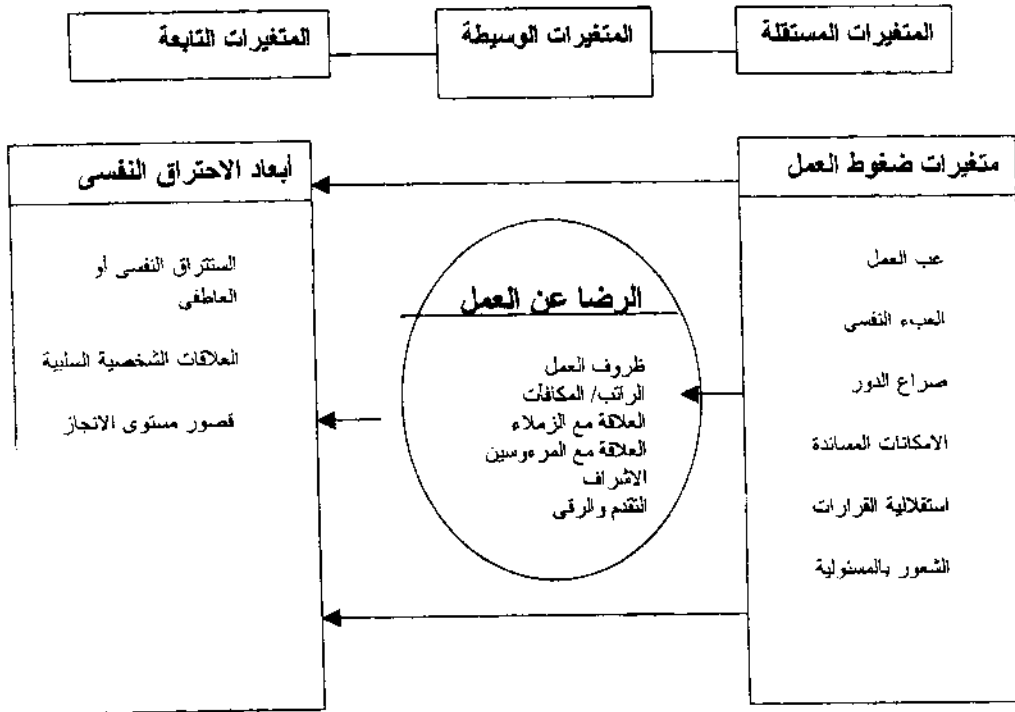 المتغيرات المستقلة
المتغيرات الوسيطة
المتغيرات التابعة
متغيرات ضغوط العمل
عب العمل
العبء النفسى
صراع الدور
الامكانات المساندة
استقلالية القرارات
الشعور بالمسئولية
الرضا عن العمل
ظروف العمل
الراتب/ المكافآت
العلاقة مع الزملاء
العلاقة مع المرءوسين
الاشراف
التقدم والرقى
أبعاد الاحتراق النفسى
الستتراق النفسى أو
العاطفى
العلاقات الشخصية السلبية
قصور مستوى الانجاز